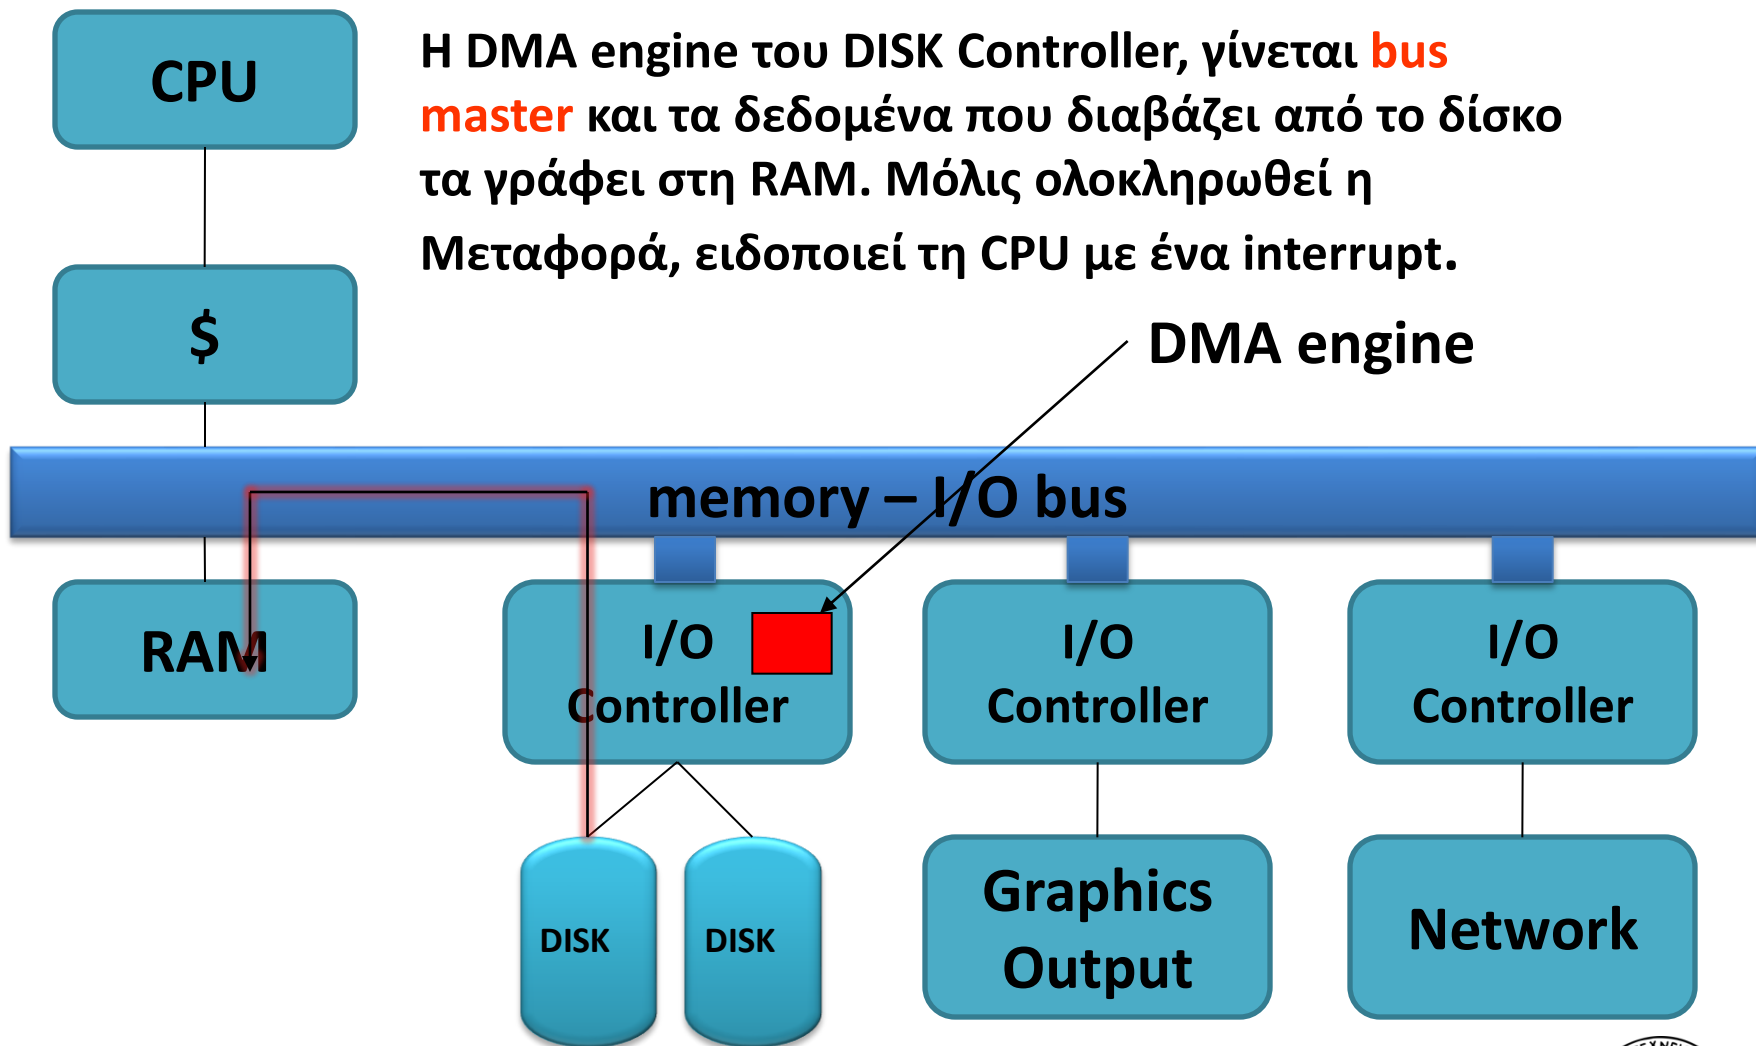 CPU
Η DMA engine του DISK Controller, γίνεται bus
master και τα δεδομένα που διαβάζει από το δίσκο
τα γράφει στη RAM. Μόλις ολοκληρωθεί η
Μεταφορά, ειδοποιεί τη CPU με ένα interrupt.
$
DMA engine
memory – I/O bus
RAM
I/O
Controller
I/O
Controller
I/O
Controller
DISK
DISK
Graphics
Output
Network